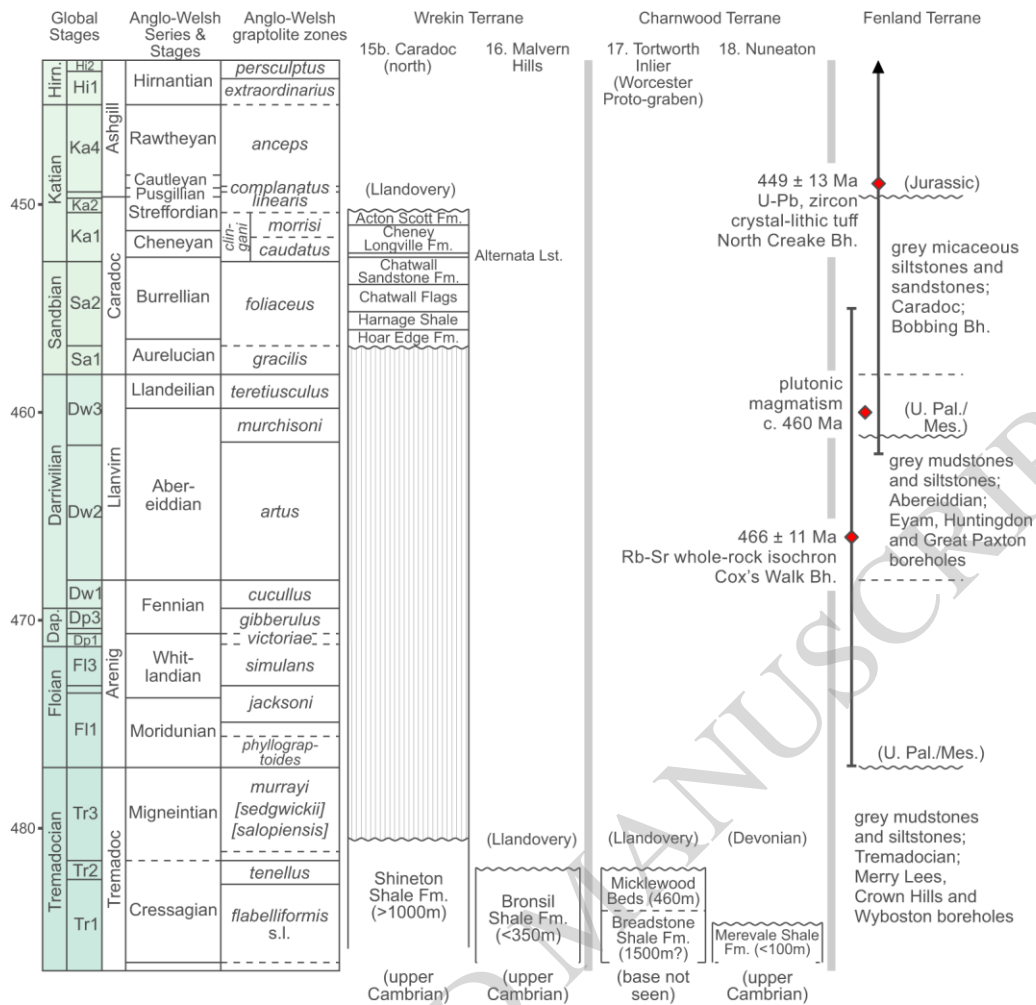 Global
Stages
Anglo-Welsh
Series &
Stages
Anglo-Welsh
graptolite zones
Wrekin Terrane
15b. Caradoc
(north)
16. Malvern
Hills
Charnwood Terrane
17. Tortworth
Inlier
(Worcester
Proto-graben)
18. Nuneaton
Fenland Terrane
450
460
470
480
Hirn.
Katian
Sandbian
Darriwilian
Dap.
Floian
Tremadocian
Hi2
Hi1
Ka4
Ka2
Ka1
Sa2
Sa1
Dw3
Dw2
Dw1
Dp3
Dp1
Fl3
Fl1
Tr3
Tr2
Tr1
Ashgill
Caradoc
Llanvirn
Arenig
Tremadoc
Hirnantian
Rawtheyan
Cautleyan
Pusgillian
Streffordian
Cheneyan
Burrellian
Aurelucian
Llandeilian
Aber-
eiddian
Fennian
Whit-
landian
Moridunian
Migneintian
Cressagian
persculptus
extraordinarius
anceps
complanatus
linearis
clin-
gani
morrisi
caudatus
foliaceus
gracilis
teretiusculus
murchisoni
artus
cucullus
gibberulus
victoriae
simulans
jacksoni
phyllograp-
toides
murrayi
[sedgwickii]
[salopiensis]
tenellus
flabelliformis
s.l.
(Llandovery)
Acton Scott Fm.
Cheney
Longville Fm.
Chatwall
Sandstone Fm.
Chatwall Flags
Harnage Shale
Hoar Edge Fm.
Shineton
Shale Fm.
(>1000m)
(upper
Cambrian)
Alternata Lst.
(Llandovery)
Bronsil
Shale Fm.
(<350m)
(upper
Cambrian)
(Llandovery)
Micklewood
Beds (460m)
Breadstone
Shale Fm.
(1500m?)
(base not
seen)
(Devonian)
Merevale Shale
Fm. (<100m)
(upper
Cambrian)
449 ± 13 Ma
U-Pb, zircon
crystal-lithic tuff
North Creake Bh.
(Jurassic)
grey micaceous
siltstones and
sandstones;
Caradoc;
Bobbing Bh.
plutonic
magmatism
c. 460 Ma
(U. Pal./
Mes.)
grey mudstones
and siltstones;
Abereiddian;
Eyam, Huntingdon
and Great Paxton
boreholes
466 ± 11 Ma
Rb-Sr whole-rock isochron
Cox's Walk Bh.
(U. Pal./Mes.)
grey mudstones
and siltstones;
Tremadocian;
Merry Lees,
Crown Hills and
Wyboston boreholes
MANUSCRIP